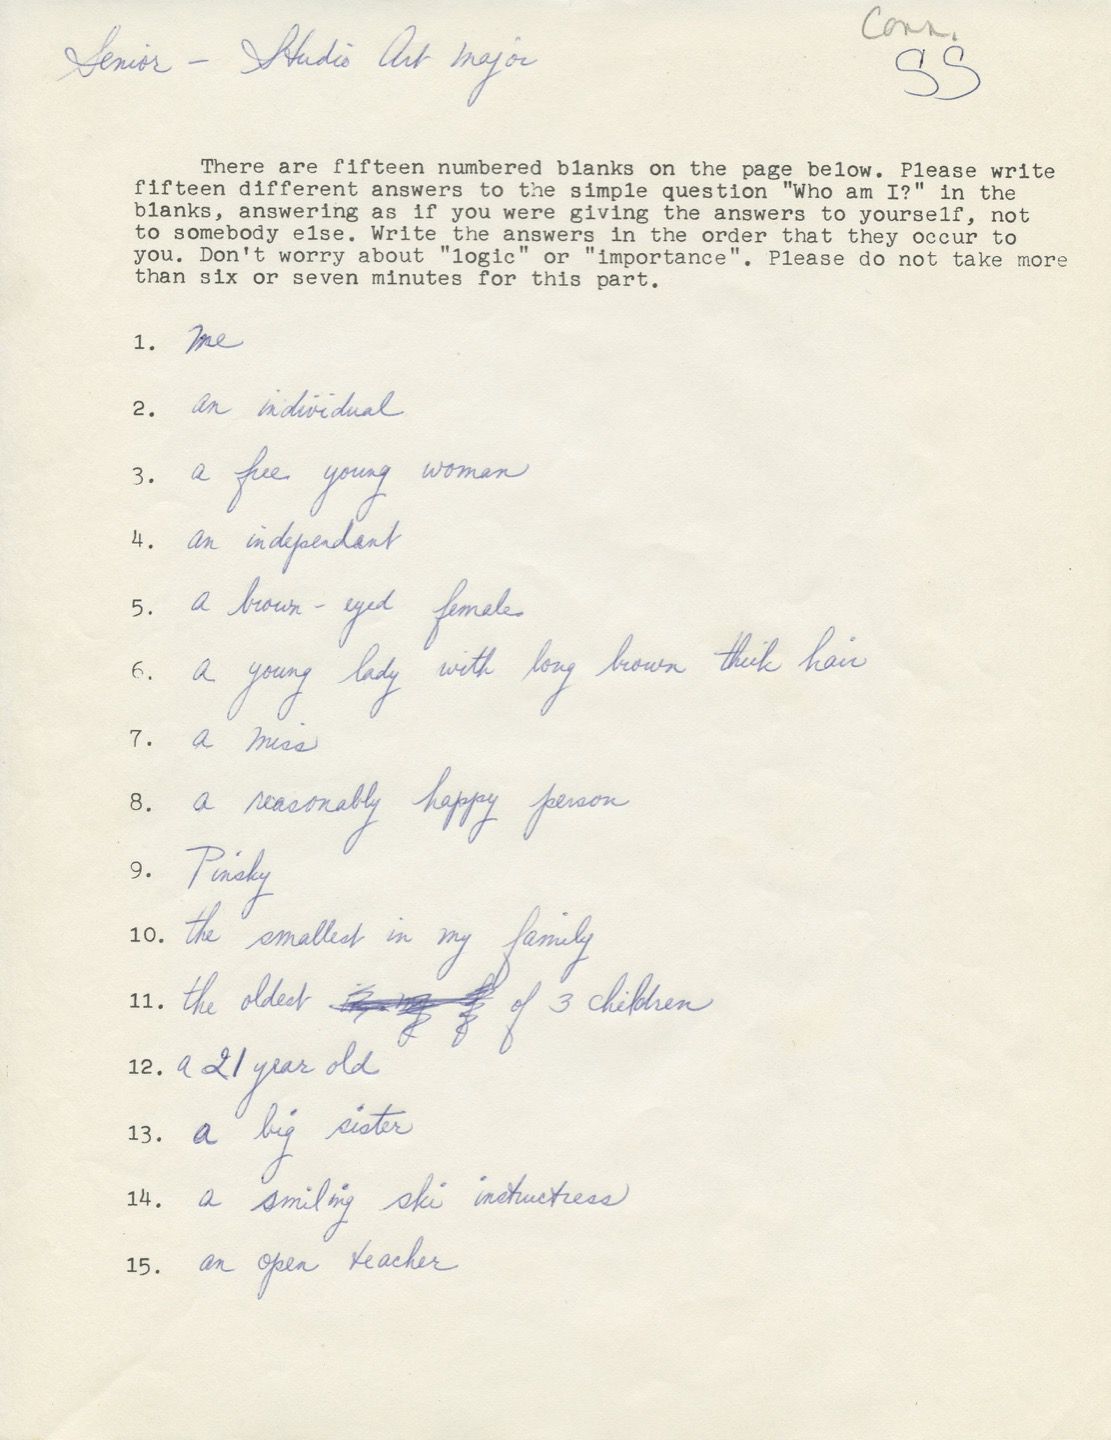 Conn.
SS
Senior - Studio Art major
There are fifteen numbered blanks on the page below. Please write
fifteen different answers to the simple question "Who am I?" in the
blanks, answering as if you were giving the answers to yourself, not
to somebody else. Write the answers in the order that they occur to
you. Don't worry about "logic" or "importance". Please do not take more
than six or seven minutes for this part.
1. me
2. an individual
3. a free young woman
4. an independant
5. a brown-eyed female
6. a young lady with long brown thick hair
7. a miss
8. a reasonably happy person
9. Pinsky
10. the smallest in my family
11. the oldest of 3 children
12. a 21 year old
13. a big sister
14. a smiling ski instructress
15. an open teacher